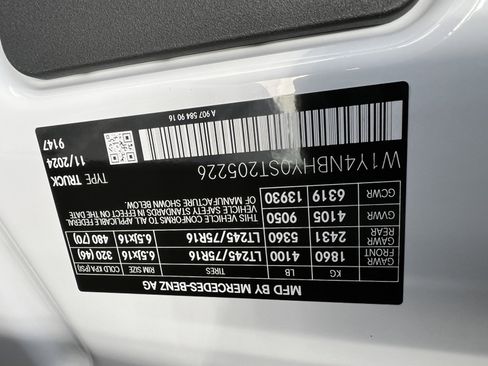 MFD BY MERCEDES-BENZ AG
KG LB TIRES RIM SIZE COLD KPA (PSI)
GAWR FRONT 1860 4100 LT245/75R16 6.5Jx16 320 (46)
GAWR REAR 2431 5360 LT245/75R16 6.5Jx16 480 (70)
GVWR 4105 9050
GCWR 6319 13930
THIS VEHICLE CONFORMS TO ALL APPLICABLE FEDERAL MOTOR
VEHICLE SAFETY STANDARDS IN EFFECT ON THE DATE
OF MANUFACTURE SHOWN BELOW.
W1Y4NBHY0ST205226
TYPE TRUCK
11/2024
9147
A 907 584 90 16